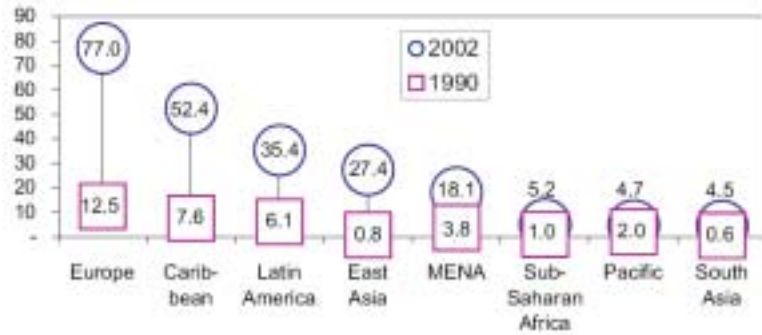 90
80
70
60
50
40
30
20
10
-
2002
1990
77.0
52.4
35.4
27.4
18.1
5.2
4.7
4.5
12.5
7.6
6.1
0.8
3.8
1.0
2.0
0.6
Europe
Carib-
bean
Latin
America
East
Asia
MENA
Sub-
Saharan
Africa
Pacific
South
Asia